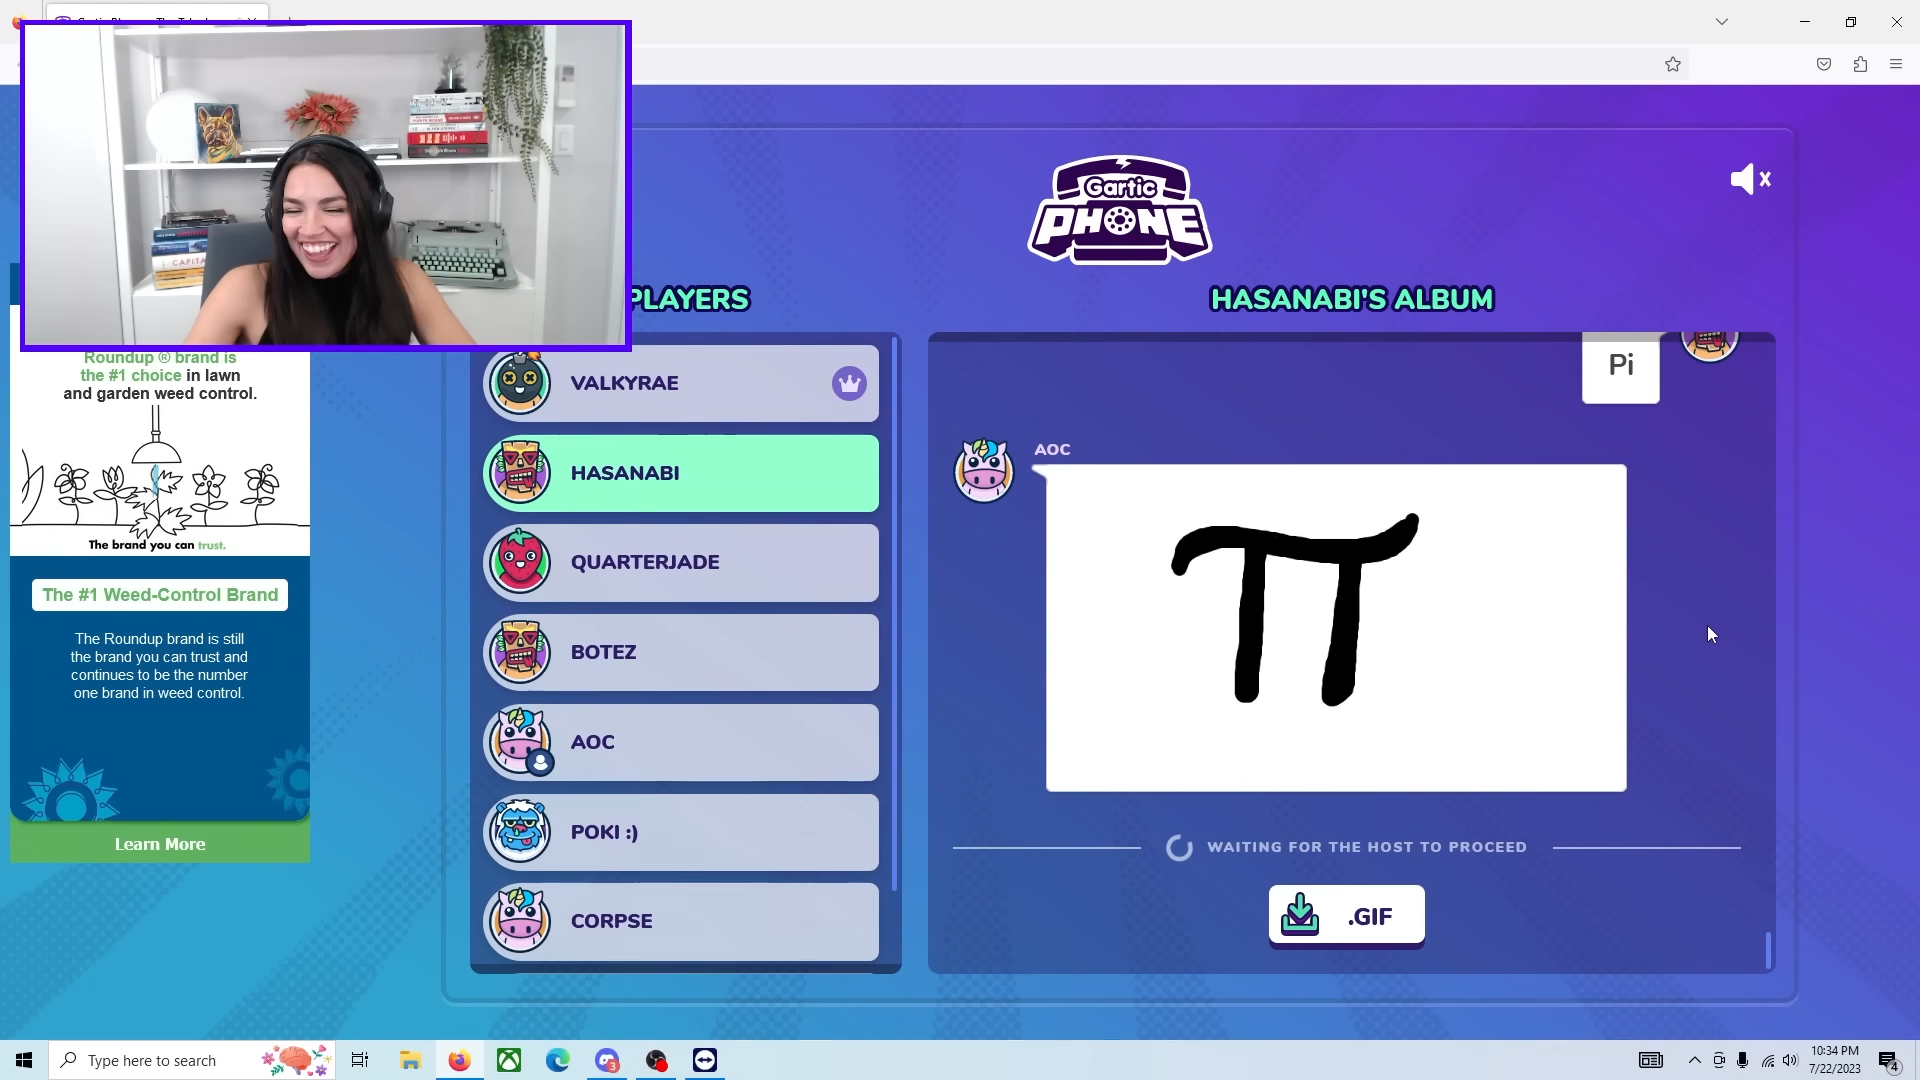 Gartic
PHONE
PLAYERS
HASANABI'S ALBUM
VALKYRAE
HASANABI
QUARTERJADE
BOTEZ
AOC
POKI :)
CORPSE
Pi
AOC
π
WAITING FOR THE HOST TO PROCEED
.GIF
CAPITA
Roundup ® brand is
the #1 choice in lawn
and garden weed control.
The brand you can trust.
The #1 Weed-Control Brand
The Roundup brand is still
the brand you can trust and
continues to be the number
one brand in weed control.
Learn More
Type here to search
3
10:34 PM
7/22/2023
4